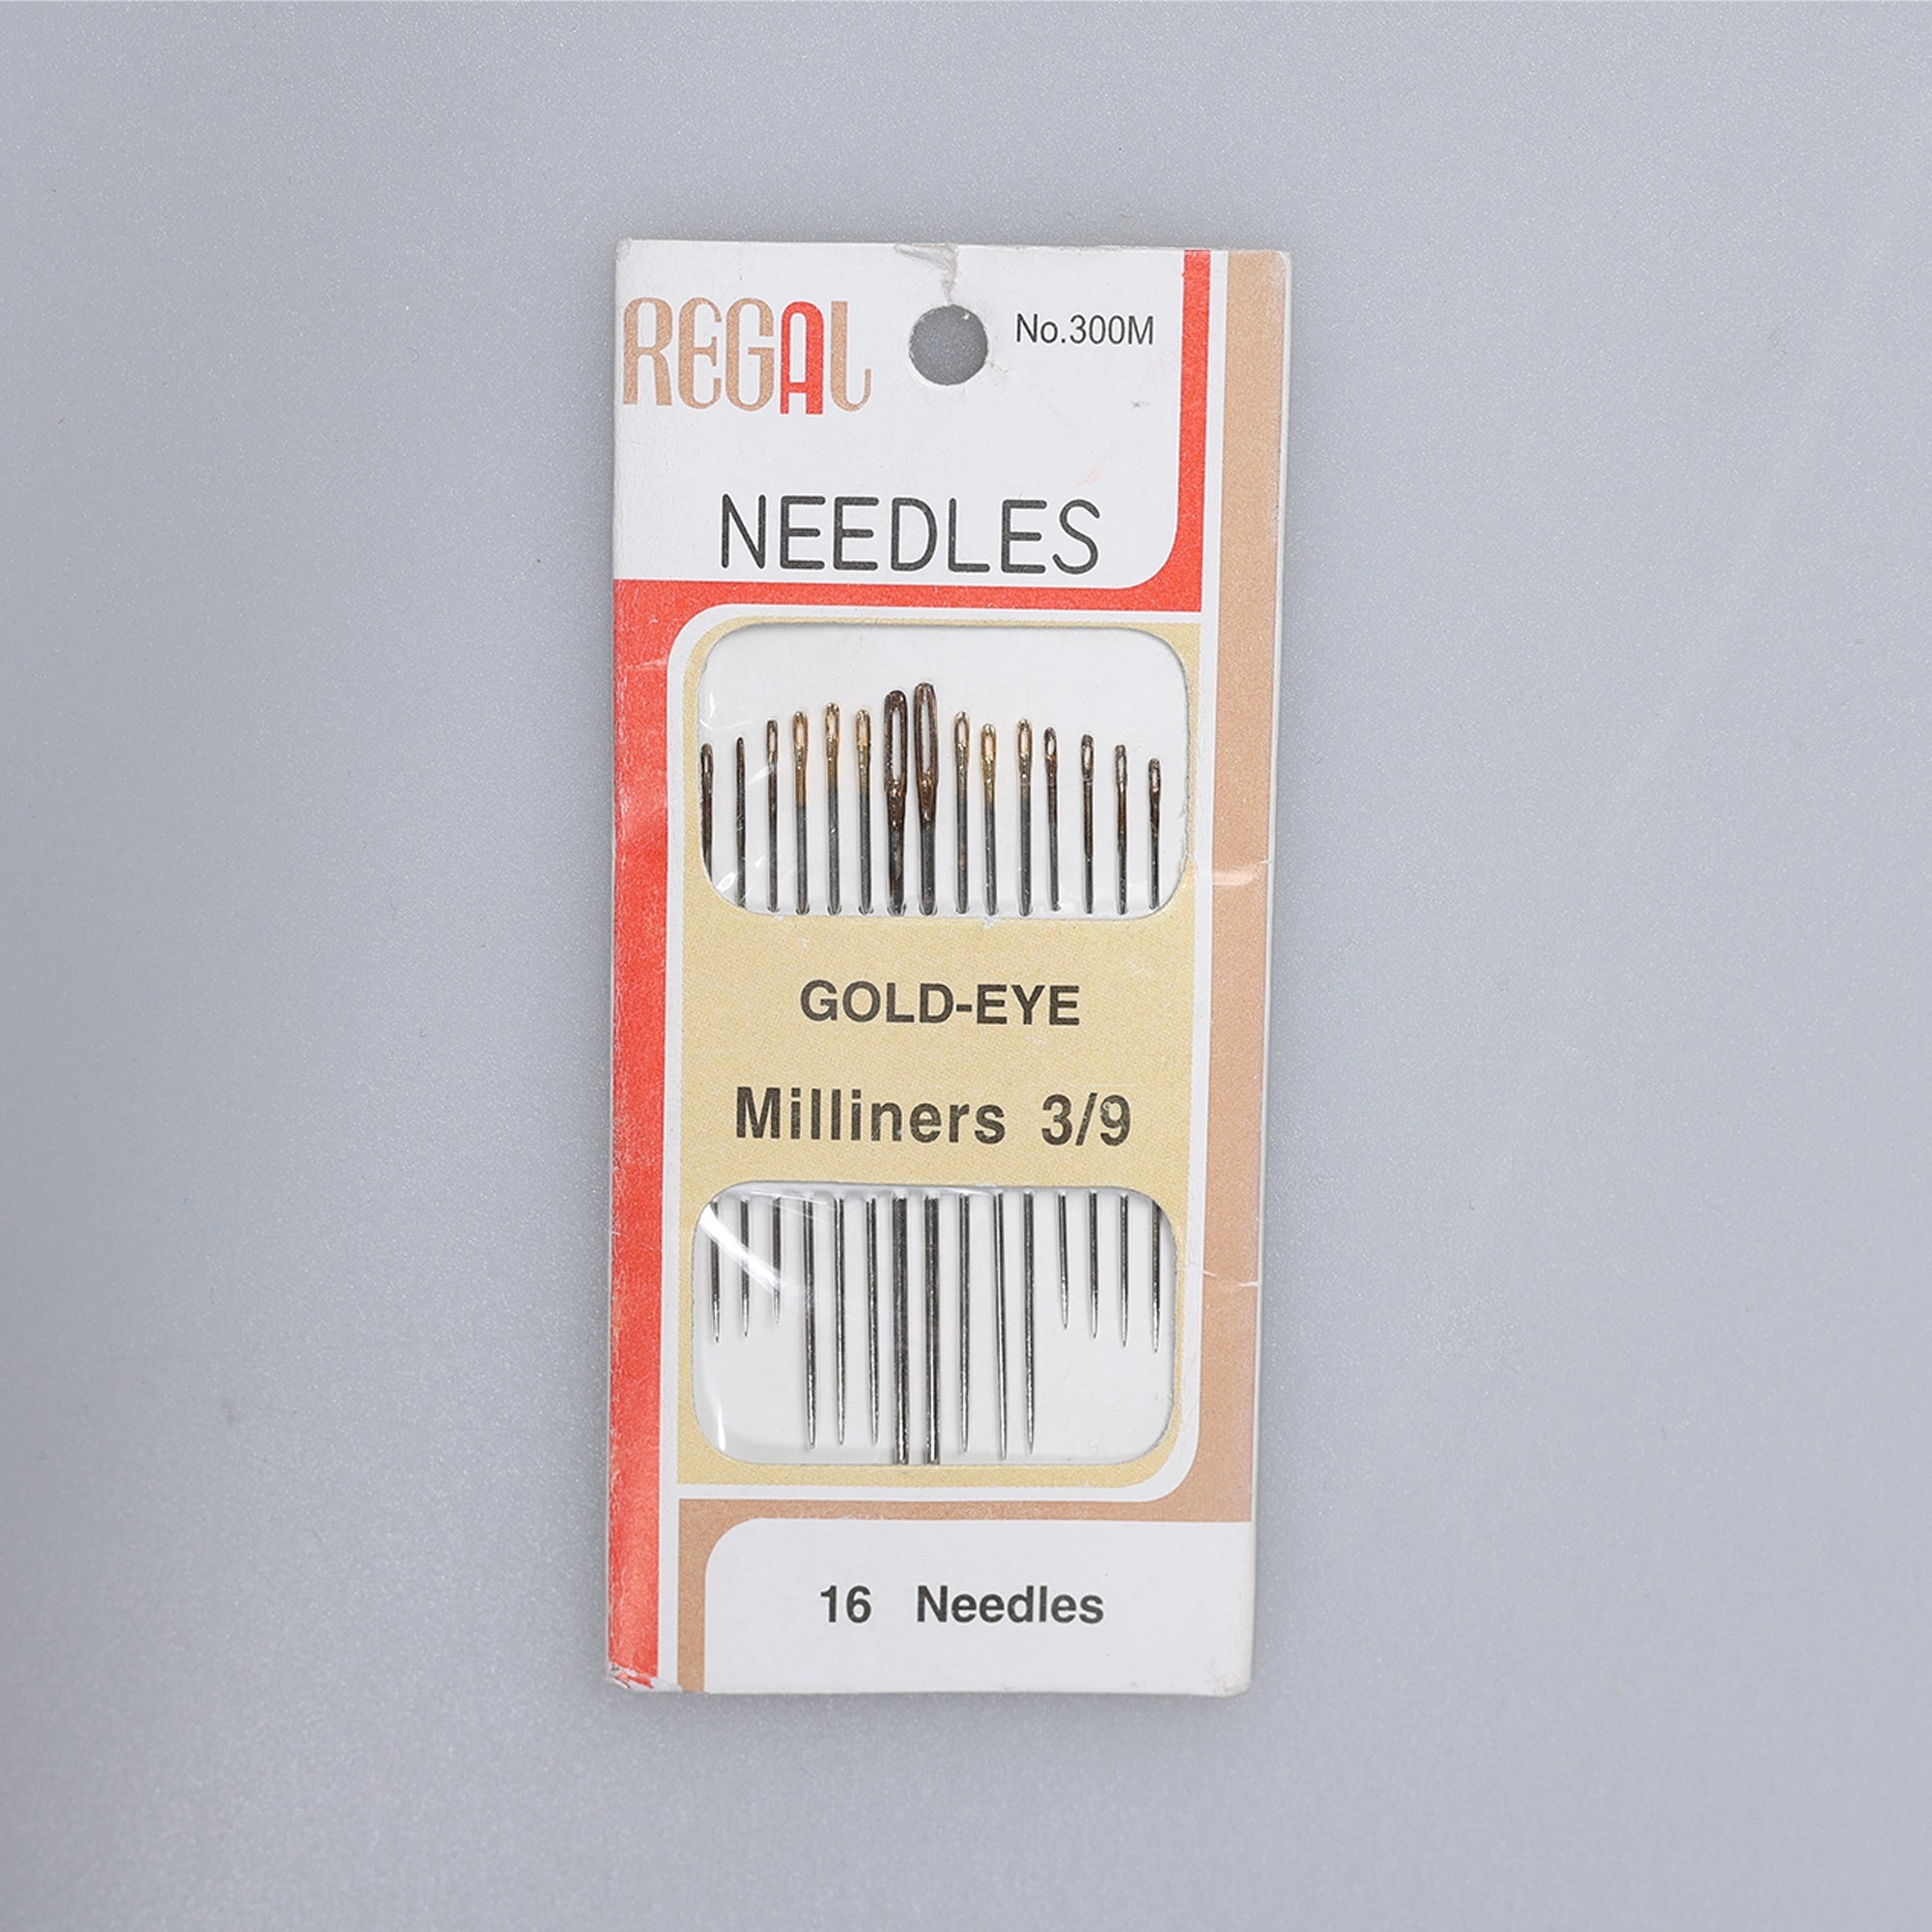 REGAL
No.300M
NEEDLES
GOLD-EYE
Milliners 3/9
16 Needles